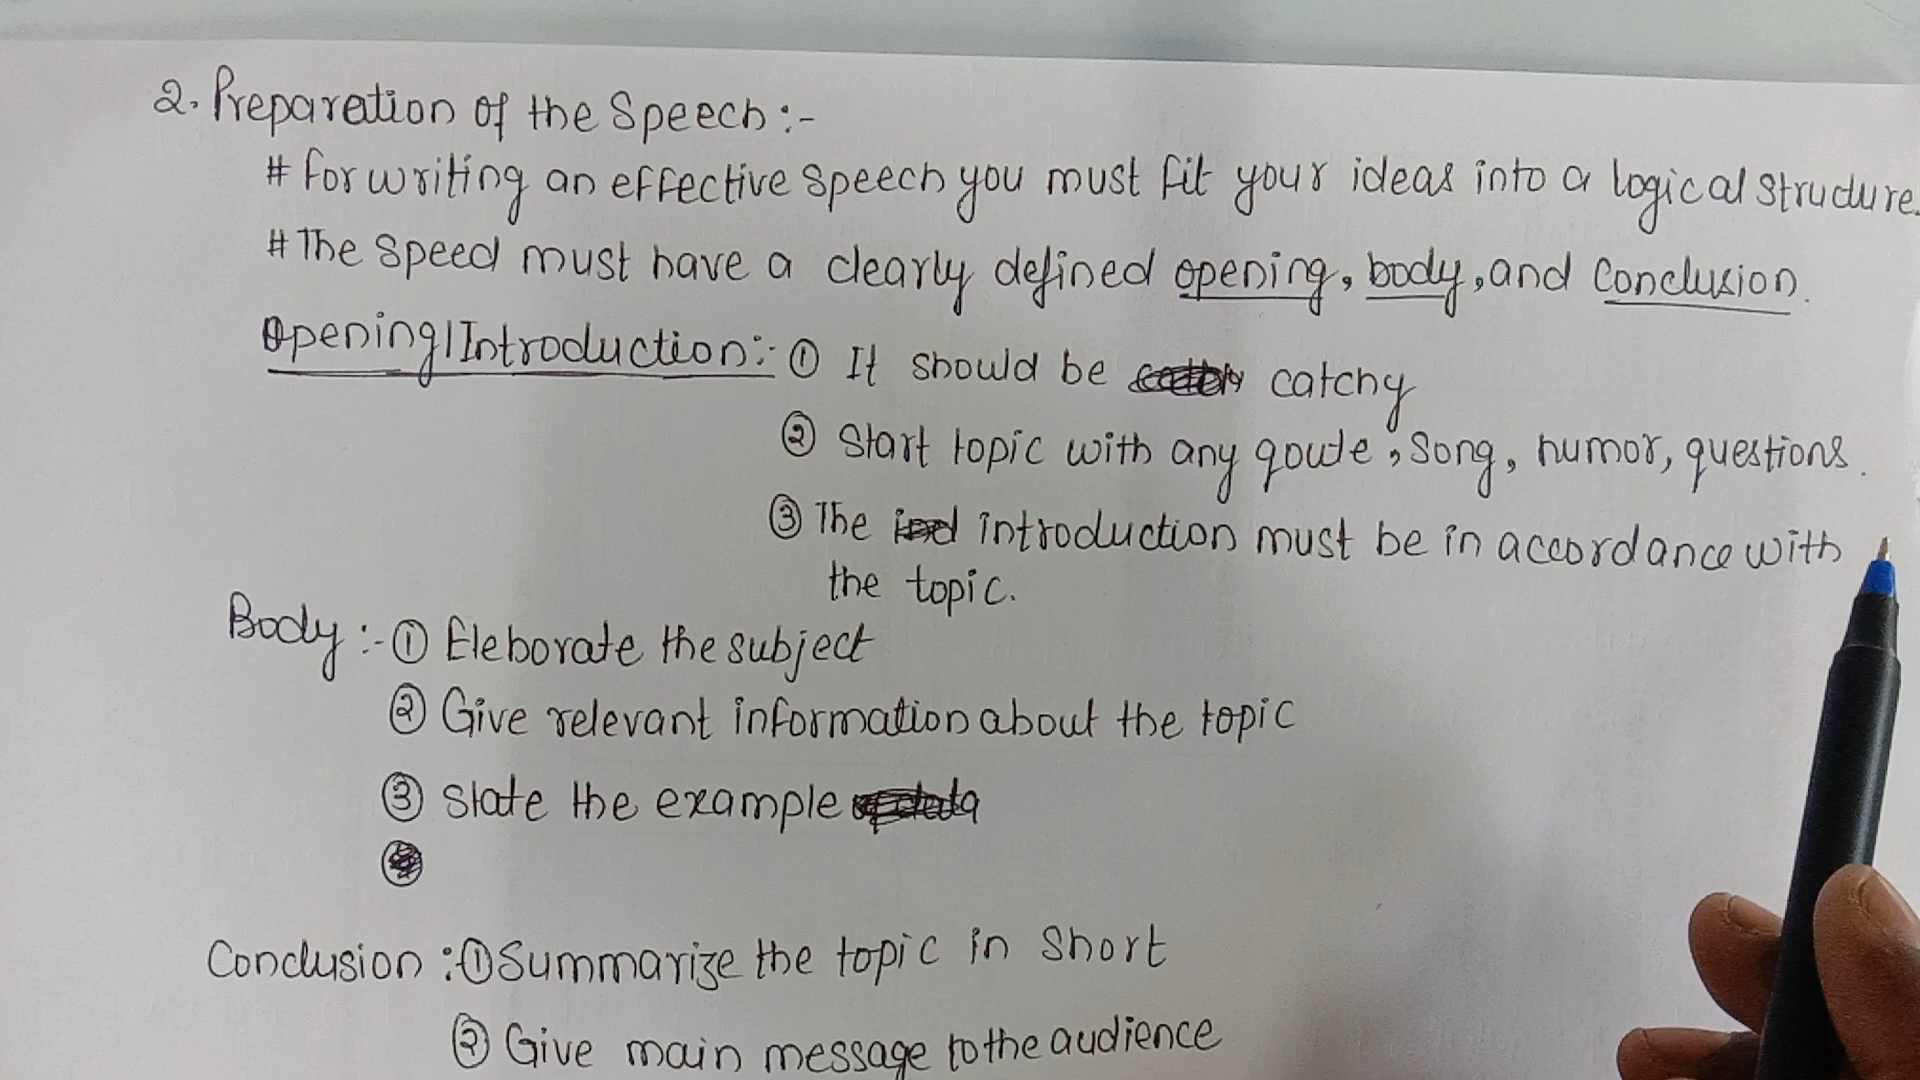 2. Preparation of the Speech :-
# For writing an effective speech you must fit your ideas into a logical structure.
# The speed must have a clearly defined opening, body, and conclusion.
Opening/Introduction :- ① It should be catchy
② Start topic with any qoute, Song, humor, questions.
③ The introduction must be in accordance with
the topic.
Body :- ① Eleborate the subject
② Give relevant information about the topic
③ State the example
Conclusion :- ① Summarize the topic in short
② Give main message to the audience